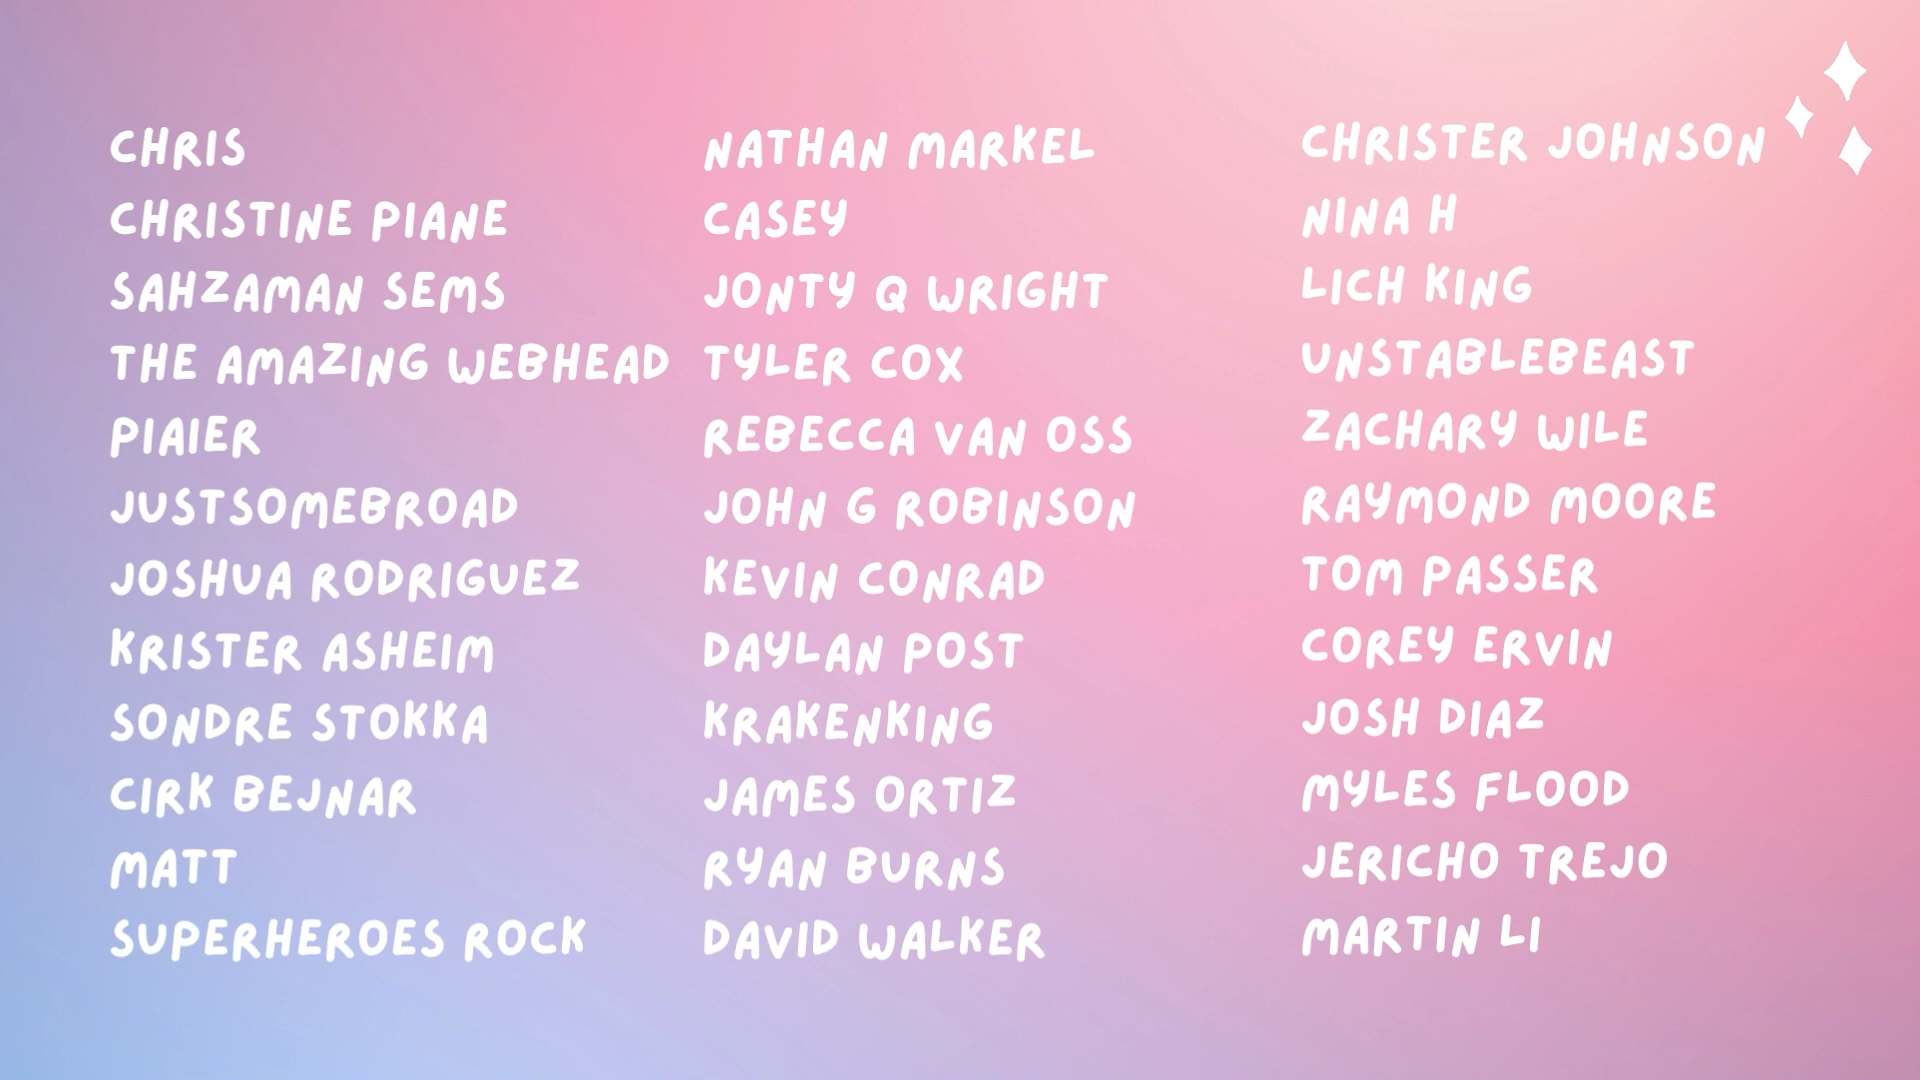 CHRIS
CHRISTINE PIANE
SAHZAMAN SEMS
THE AMAZING WEBHEAD
PIAIER
JUSTSOMEBROAD
JOSHUA RODRIGUEZ
KRISTER ASHEIM
SONDRE STOKKA
CIRK BEJNAR
MATT
SUPERHEROES ROCK
NATHAN MARKEL
CASEY
JONTY Q WRIGHT
TYLER COX
REBECCA VAN OSS
JOHN G ROBINSON
KEVIN CONRAD
DAYLAN POST
KRAKENKING
JAMES ORTIZ
RYAN BURNS
DAVID WALKER
CHRISTER JOHNSON
NINA H
LICH KING
UNSTABLEBEAST
ZACHARY WILE
RAYMOND MOORE
TOM PASSER
COREY ERVIN
JOSH DIAZ
MYLES FLOOD
JERICHO TREJO
MARTIN LI